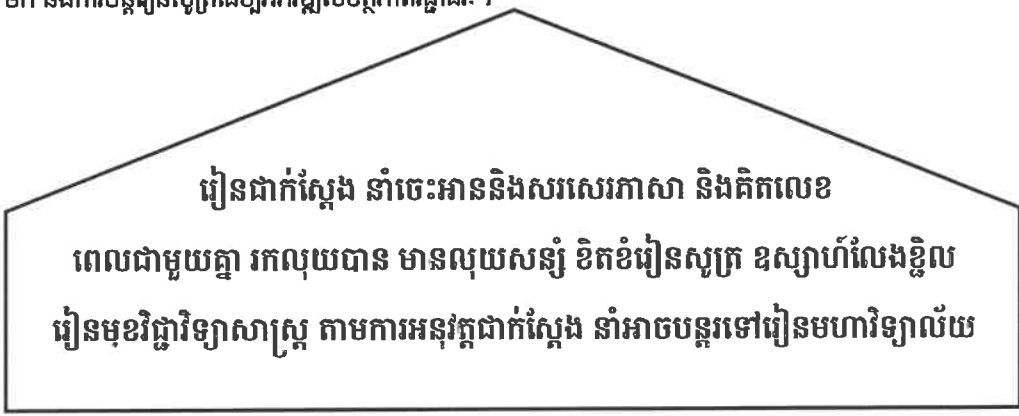 រៀនជាក់ស្តែង នាំចេះអាននិងសរសេរភាសា និងគិតលេខ
ពេលជាមួយគ្នា រកលុយបាន មានលុយសន្សំ ខិតខំរៀនសូត្រ ឧស្សាហ៍លែងខ្ជិល
រៀនមុខវិជ្ជាវិទ្យាសាស្ត្រ តាមការអនុវត្តជាក់ស្តែង នាំអាចបន្តរទៅរៀនមហាវិទ្យាល័យ